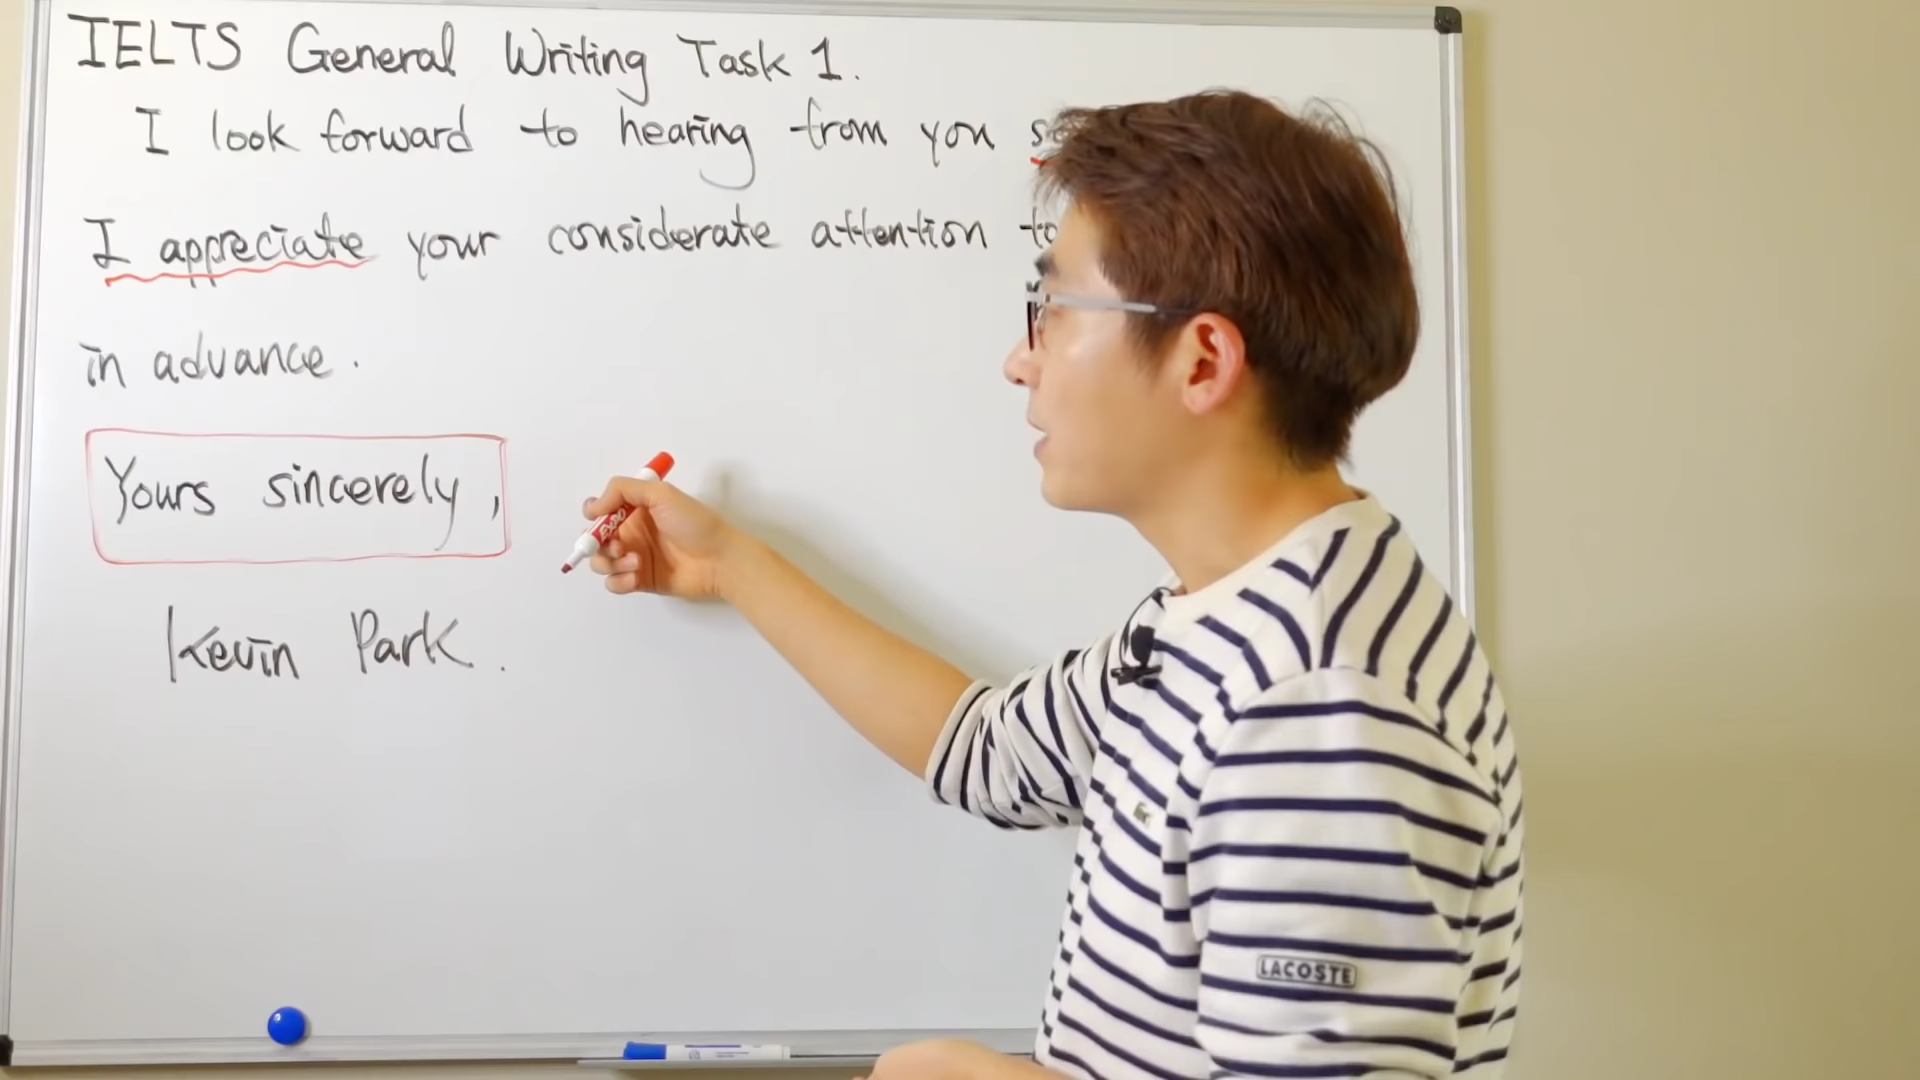 IELTS General Writing Task 1.
I look forward to hearing from you
I appreciate your considerate attention to
in advance.
Yours sincerely,
Kevin Park.
EXPO
LACOSTE